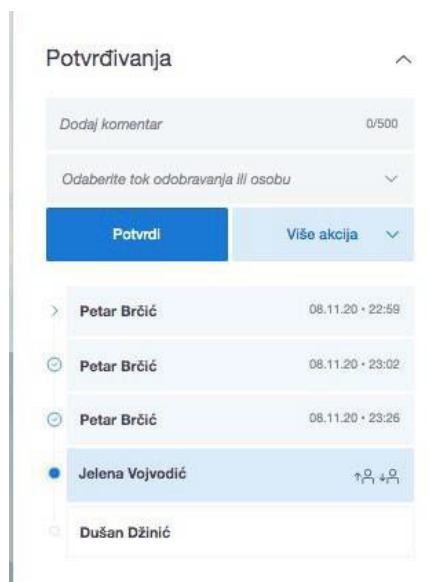 Potvrđivanja
Dodaj komentar 0/500
Odaberite tok odobravanja ili osobu
Potvrdi Više akcija
Petar Brčić 08.11.20 • 22:59
Petar Brčić 08.11.20 • 23:02
Petar Brčić 08.11.20 • 23:26
Jelena Vojvodić
Dušan Džinić